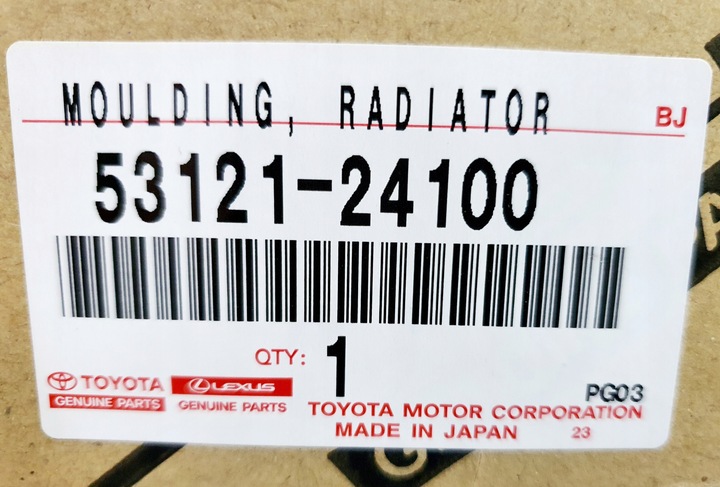 MOULDING, RADIATOR BJ
53121-24100
QTY: 1
PG03
TOYOTA LEXUS
GENUINE PARTS GENUINE PARTS
TOYOTA MOTOR CORPORATION
MADE IN JAPAN 23